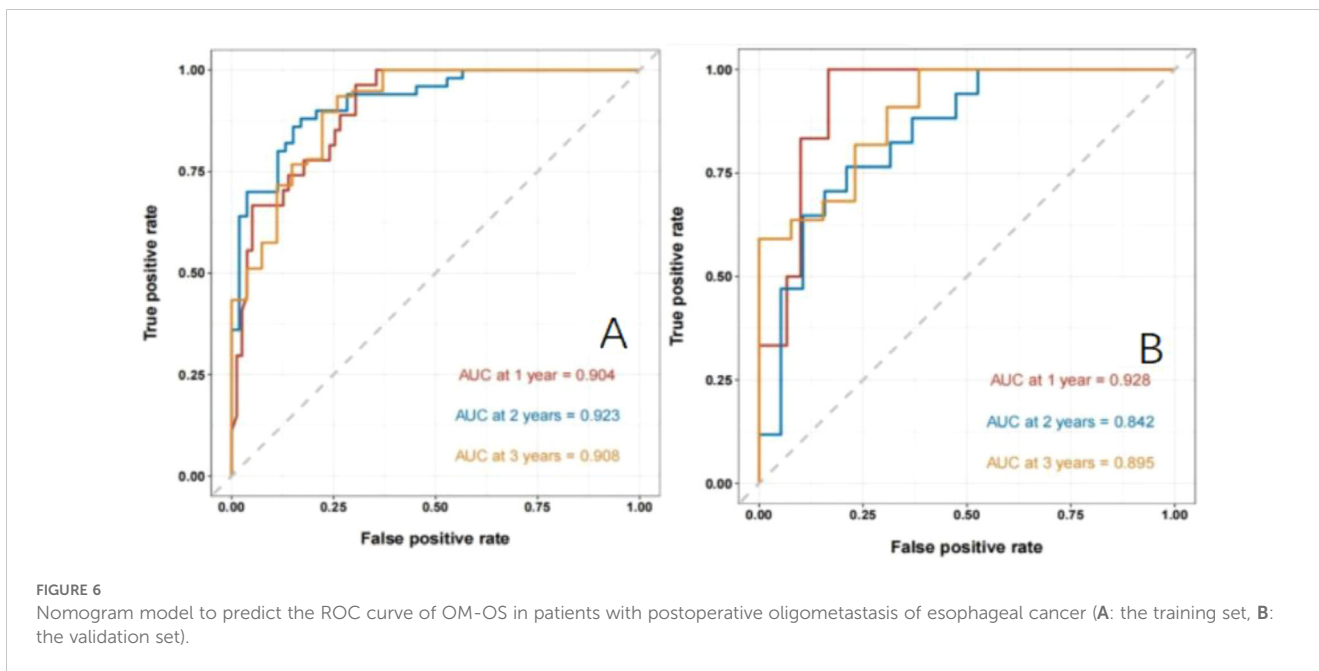 1.00
0.75
0.50
0.25
0.00
True positive rate
A
AUC at 1 year = 0.904
AUC at 2 years = 0.923
AUC at 3 years = 0.908
0.00 0.25 0.50 0.75 1.00
False positive rate
1.00
0.75
0.50
0.25
0.00
True positive rate
B
AUC at 1 year = 0.928
AUC at 2 years = 0.842
AUC at 3 years = 0.895
0.00 0.25 0.50 0.75 1.00
False positive rate
FIGURE 6
Nomogram model to predict the ROC curve of OM-OS in patients with postoperative oligometastasis of esophageal cancer (A: the training set, B:
the validation set).